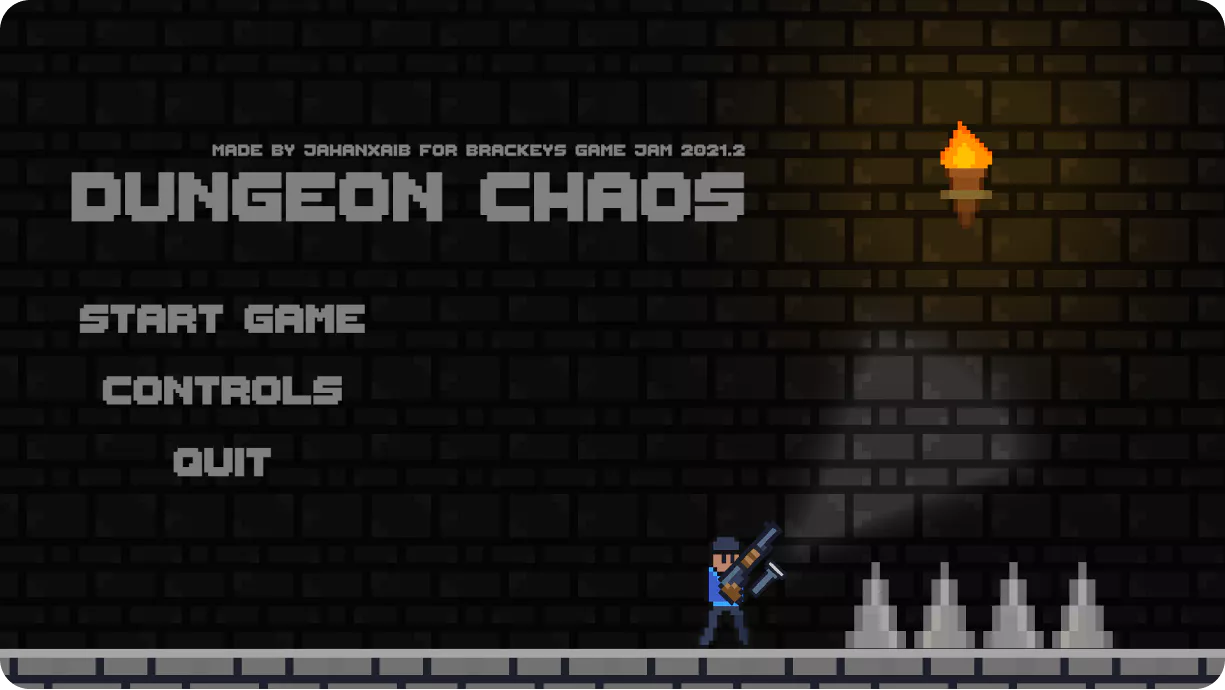 MADE BY JAHANXAIB FOR BRACKEYS GAME JAM 2021.2
DUNGEON CHAOS
START GAME
CONTROLS
QUIT